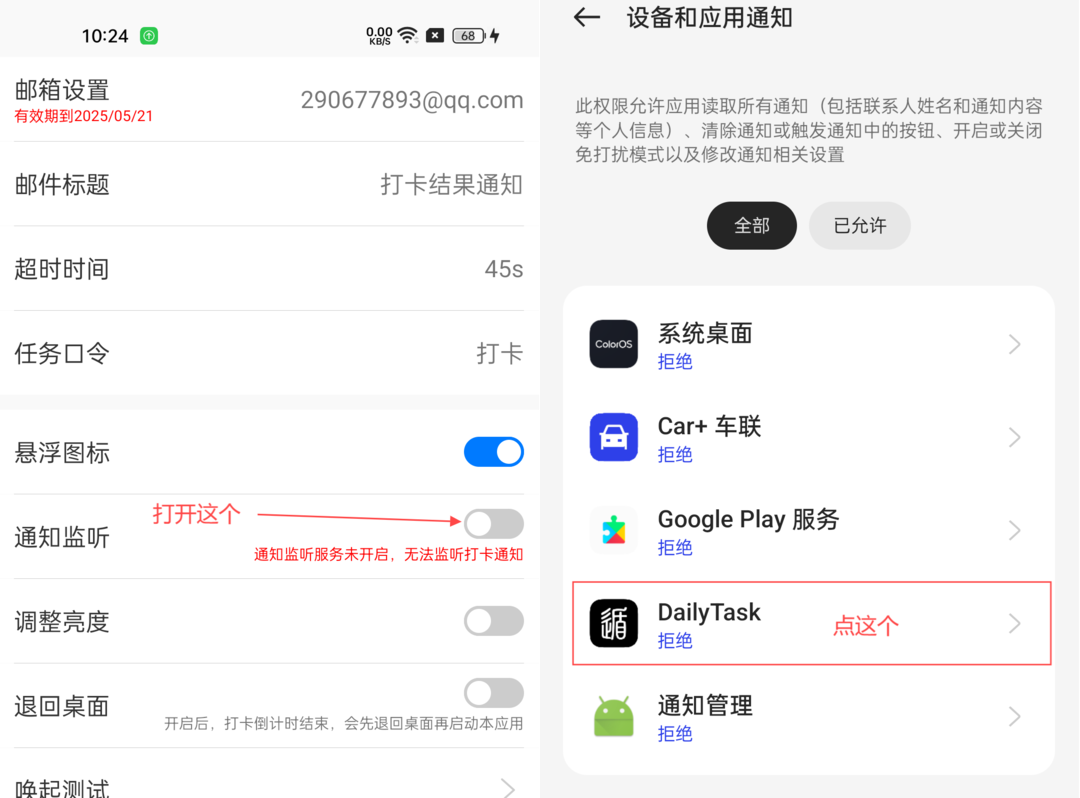 10:24
0.00
KB/S
68
邮箱设置
有效期到2025/05/21
290677893@qq.com
邮件标题
打卡结果通知
超时时间
45s
任务口令
打卡
悬浮图标
打开这个
通知监听
通知监听服务未开启，无法监听打卡通知
调整亮度
退回桌面
开启后，打卡倒计时结束，会先退回桌面再启动本应用
唤起测试
设备和应用通知
此权限允许应用读取所有通知（包括联系人姓名和通知内容
等个人信息）、清除通知或触发通知中的按钮、开启或关闭
免打扰模式以及修改通知相关设置
全部
已允许
ColorOS
系统桌面
拒绝
Car+ 车联
拒绝
Google Play 服务
拒绝
遁
DailyTask
拒绝
点这个
通知管理
拒绝